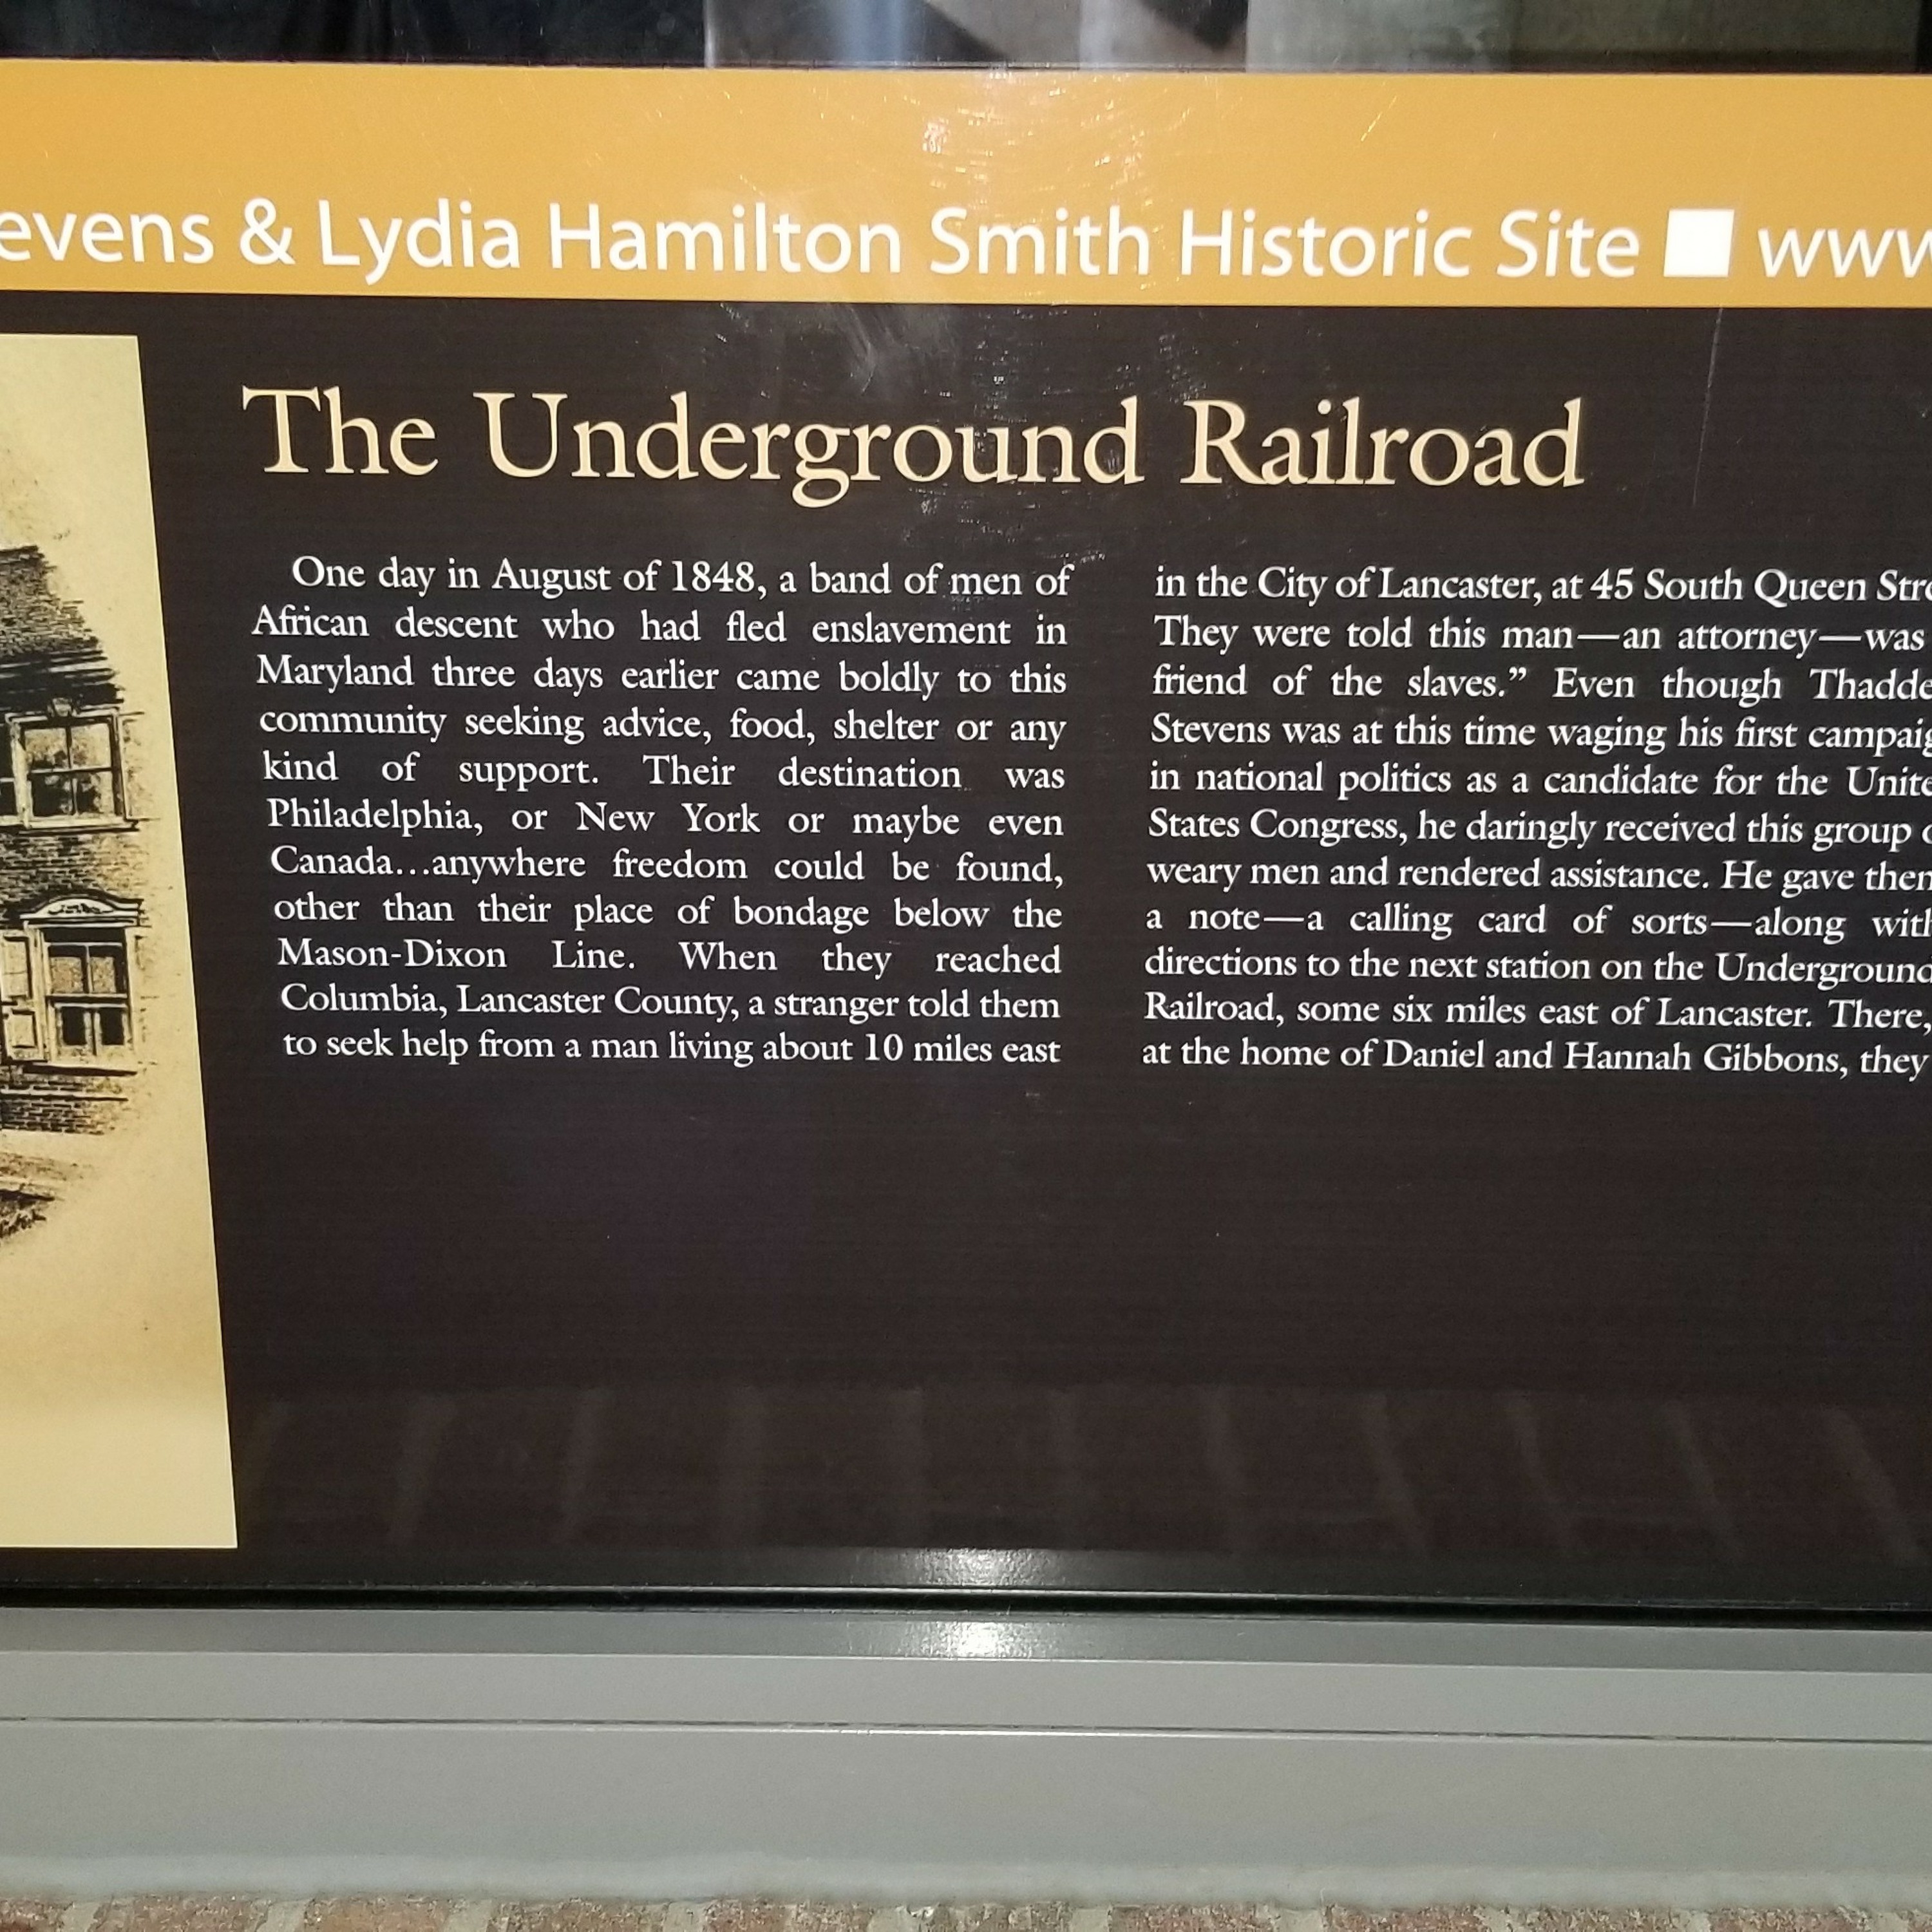 evens & Lydia Hamilton Smith Historic Site ■ www
The Underground Railroad
One day in August of 1848, a band of men of
African descent who had fled enslavement in
Maryland three days earlier came boldly to this
community seeking advice, food, shelter or any
kind of support. Their destination was
Philadelphia, or New York or maybe even
Canada...anywhere freedom could be found,
other than their place of bondage below the
Mason-Dixon Line. When they reached
Columbia, Lancaster County, a stranger told them
to seek help from a man living about 10 miles east
in the City of Lancaster, at 45 South Queen Stre
They were told this man—an attorney—was
friend of the slaves.” Even though Thadde
Stevens was at this time waging his first campaig
in national politics as a candidate for the Unite
States Congress, he daringly received this group
weary men and rendered assistance. He gave then
a note—a calling card of sorts—along with
directions to the next station on the Underground
Railroad, some six miles east of Lancaster. There,
at the home of Daniel and Hannah Gibbons, they